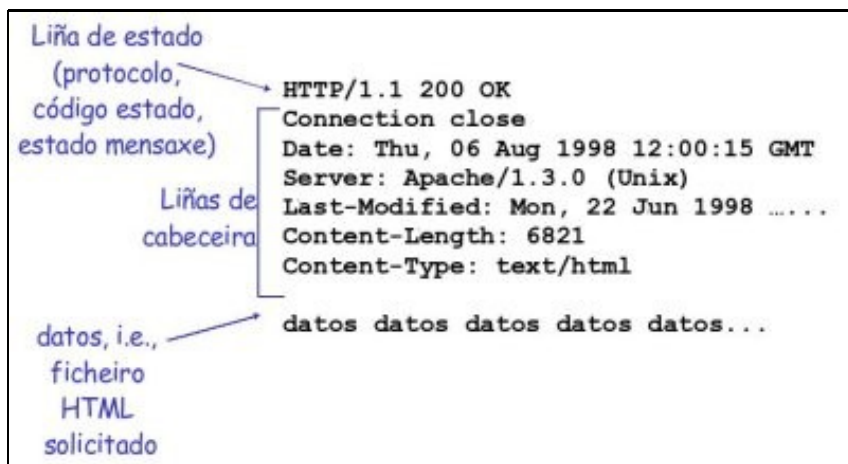 Liña de estado
(protocolo,
código estado,
estado mensaxe)
HTTP/1.1 200 OK
Connection close
Date: Thu, 06 Aug 1998 12:00:15 GMT
Server: Apache/1.3.0 (Unix)
Last-Modified: Mon, 22 Jun 1998 …...
Content-Length: 6821
Content-Type: text/html
Liñas de
cabeceira
datos datos datos datos datos...
datos, i.e.,
ficheiro
HTML
solicitado